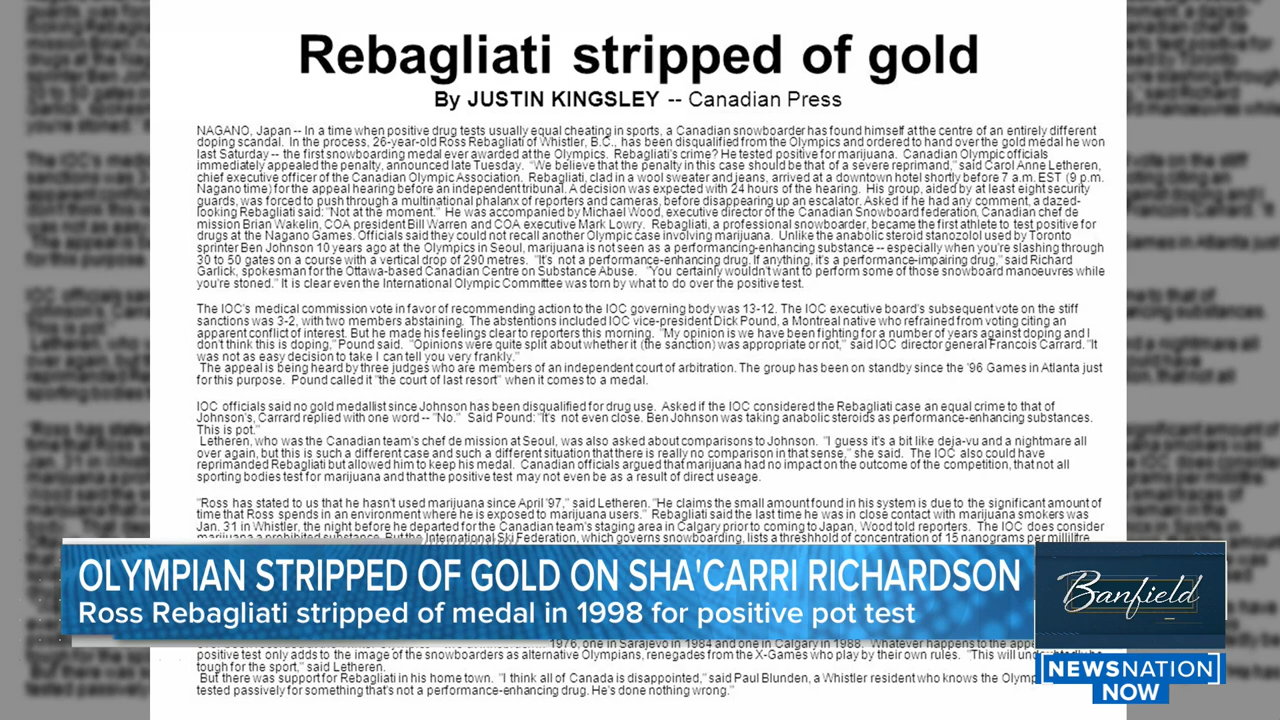 Rebagliati stripped of gold
By JUSTIN KINGSLEY -- Canadian Press
NAGANO, Japan -- In a time when positive drug tests usually equal cheating in sports, a Canadian snowboarder has found himself at the centre of an entirely different
doping scandal. In the process, 26-year-old Ross Rebagliati of Whistler, B.C., has been disqualified from the Olympics and ordered to hand over the gold medal he won
last Saturday -- the first snowboarding medal ever awarded at the Olympics. Rebagliati's crime? He tested positive for marijuana. Canadian Olympic officials
immediately appealed the penalty, announced late Tuesday. "We believe that the penalty in this case should be that of a severe reprimand," said Carol Anne Letheren,
chief executive officer of the Canadian Olympic Association. Rebagliati, clad in a wool sweater and jeans, arrived at a downtown hotel shortly before 7 a.m. EST (9 p.m.
Nagano time) for the appeal hearing before an independent tribunal. A decision was expected with 24 hours of the hearing. His group, aided by at least eight security
guards, was forced to push through a multinational phalanx of reporters and cameras, before disappearing up an escalator. Asked if he had any comment, a dazed-
looking Rebagliati said: "Not at the moment." He was accompanied by Michael Wood, executive director of the Canadian Snowboard federation, Canadian chef de
mission Brian Wakelin, COA president Bill Warren and COA executive Mark Lowry. Rebagliati, a professional snowboarder, became the first athlete to test positive for
drugs at the Nagano Games. Officials said they could not recall another Olympic case involving marijuana. Unlike the anabolic steroid stanozolol used by Toronto
sprinter Ben Johnson 10 years ago at the Olympics in Seoul, marijuana is not seen as a performancing-enhancing substance -- especially when you're slashing through
30 to 50 gates on a course with a vertical drop of 290 metres. "It's not a performance-enhancing drug. If anything, it's a performance-impairing drug," said Richard
Garlick, spokesman for the Ottawa-based Canadian Centre on Substance Abuse. "You certainly wouldn't want to perform some of those snowboard manoeuvres while
you're stoned." It is clear even the International Olympic Committee was torn by what to do over the positive test.
The IOC's medical commission vote in favor of recommending action to the IOC governing body was 13-12. The IOC executive board's subsequent vote on the stiff
sanctions was 3-2, with two members abstaining. The abstentions included IOC vice-president Dick Pound, a Montreal native who refrained from voting citing an
apparent conflict of interest. But he made his feelings clear to reporters this morning. "My opinion is we have been fighting for a number of years against doping and I
don't think this is doping," Pound said. "Opinions were quite split about whether it (the sanction) was appropriate or not," said IOC director general Francois Carrard. "It
was not as easy decision to take I can tell you very frankly."
The appeal is being heard by three judges who are members of an independent court of arbitration. The group has been on standby since the '96 Games in Atlanta just
for this purpose. Pound called it "the court of last resort" when it comes to a medal.
IOC officials said no gold medallist since Johnson has been disqualified for drug use. Asked if the IOC considered the Rebagliati case an equal crime to that of
Johnson's, Carrard replied with one word -- "No." Said Pound: "It's not even close. Ben Johnson was taking anabolic steroids as performance-enhancing substances.
This is pot."
Letheren, who was the Canadian team's chef de mission at Seoul, was also asked about comparisons to Johnson. "I guess it's a bit like deja-vu and a nightmare all
over again, but this is such a different case and such a different situation that there is really no comparison in that sense," she said. The IOC also could have
reprimanded Rebagliati but allowed him to keep his medal. Canadian officials argued that marijuana had no impact on the outcome of the competition, that not all
sporting bodies test for marijuana and that the positive test may not even be as a result of direct useage.
"Ross has stated to us that he hasn't used marijuana since April '97," said Letheren. "He claims the small amount found in his system is due to the significant amount of
time that Ross spends in an environment where he is exposed to marijuana users." Rebagliati said the last time he was in close contact with marijuana smokers was
Jan. 31 in Whistler, the night before he departed for the Canadian team's staging area in Calgary prior to coming to Japan, Wood told reporters. The IOC does consider
marijuana a prohibited substance. But the International Ski Federation, which governs snowboarding, lists a threshhold of concentration of 15 nanograms per millilitre
OLYMPIAN STRIPPED OF GOLD ON SHA'CARRI RICHARDSON
Ross Rebagliati stripped of medal in 1998 for positive pot test
Banfield
1976, one in Sarajevo in 1984 and one in Calgary in 1988. Whatever happens to the
positive test only adds to the image of the snowboarders as alternative Olympians, renegades from the X-Games who play by their own rules. "This will
tough for the sport," said Letheren.
But there was support for Rebagliati in his home town. "I think all of Canada is disappointed," said Paul Blunden, a Whistler resident who knows the
tested passively for something that's not a performance-enhancing drug. He's done nothing wrong."
NEWSNATION
NOW